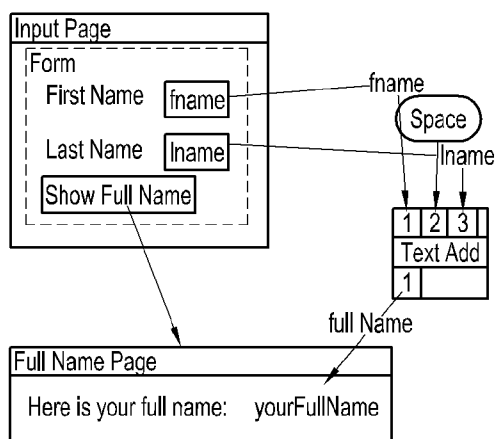 Input Page
Form
First Name fname
fname
Space
Last Name lname
lname
Show Full Name
1 2 3
Text Add
1
full Name
Full Name Page
Here is your full name: yourFullName